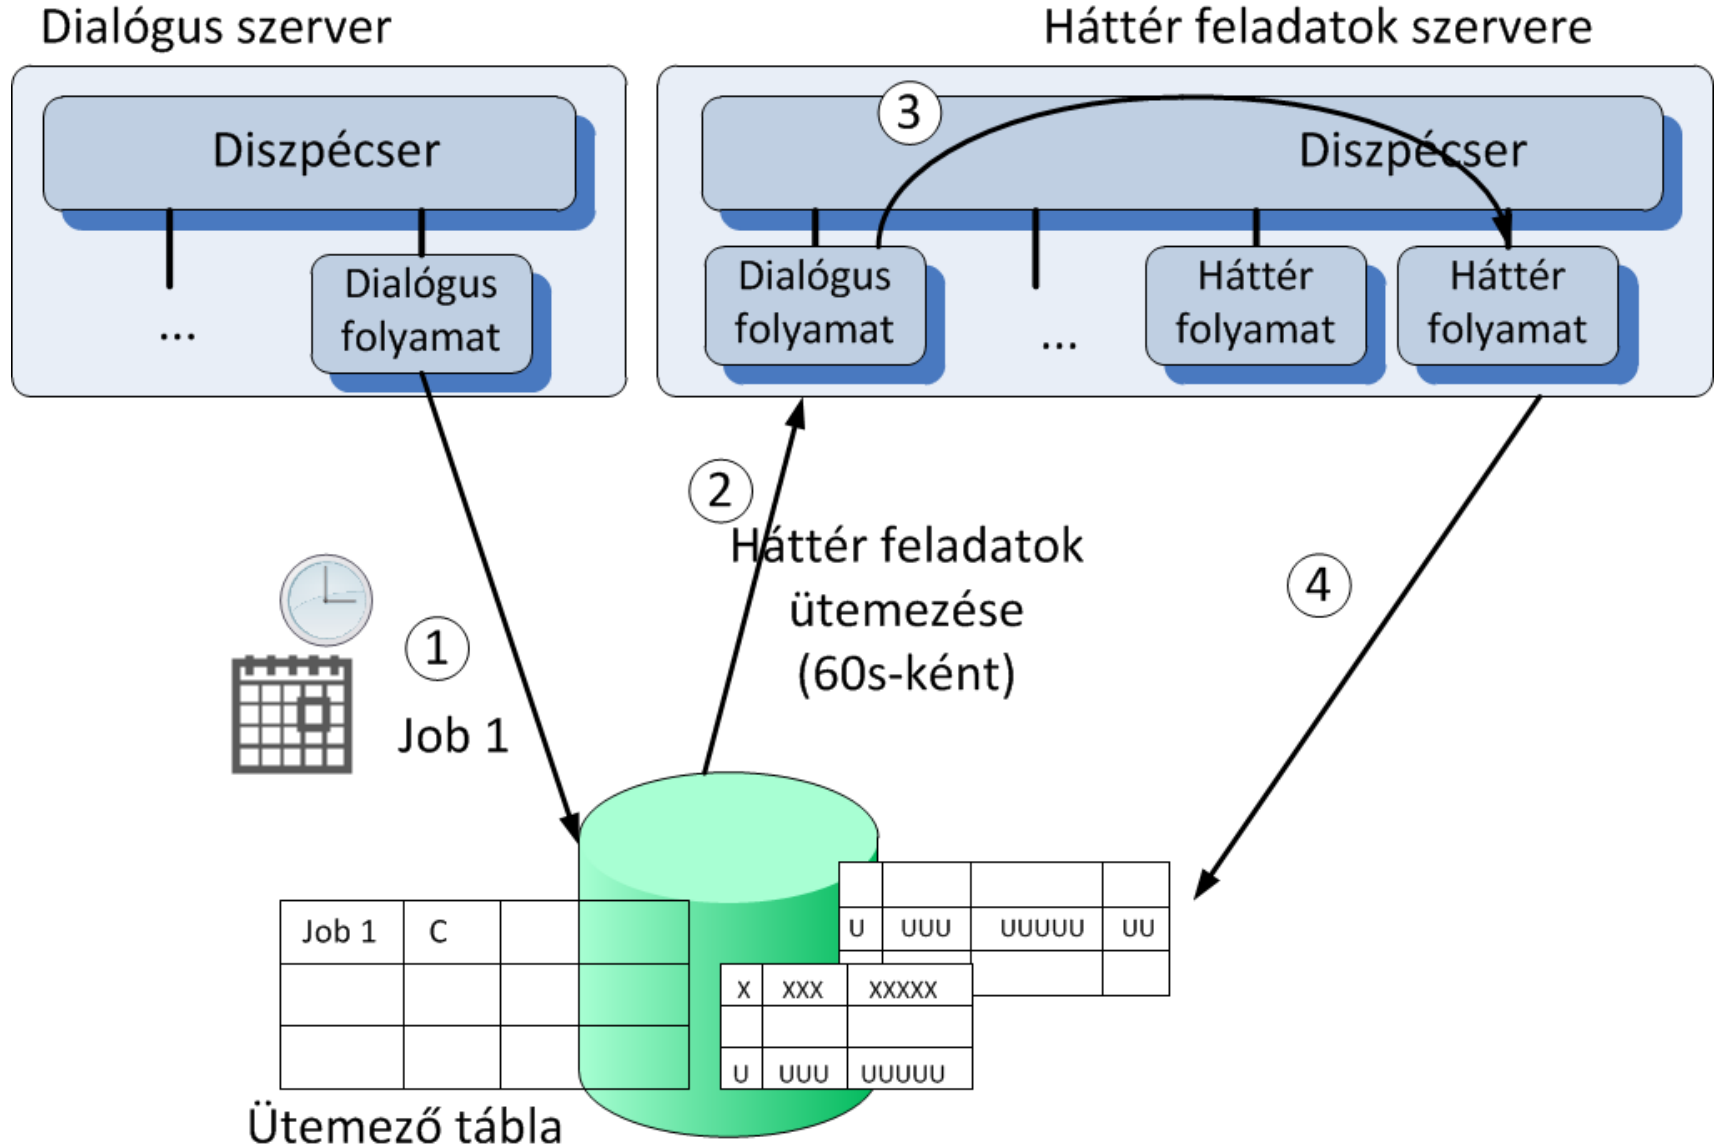 Dialógus szerver
Háttér feladatok szervere
Diszpécser
3
Diszpécser
...
Dialógus
folyamat
Dialógus
folyamat
...
Háttér
folyamat
Háttér
folyamat
2
Háttér feladatok
ütemezése
(60s-ként)
4
1
Job 1
Job 1 C
U UUU UUUUU UU
X XXX XXXXX
U UUU UUUUU
Ütemező tábla